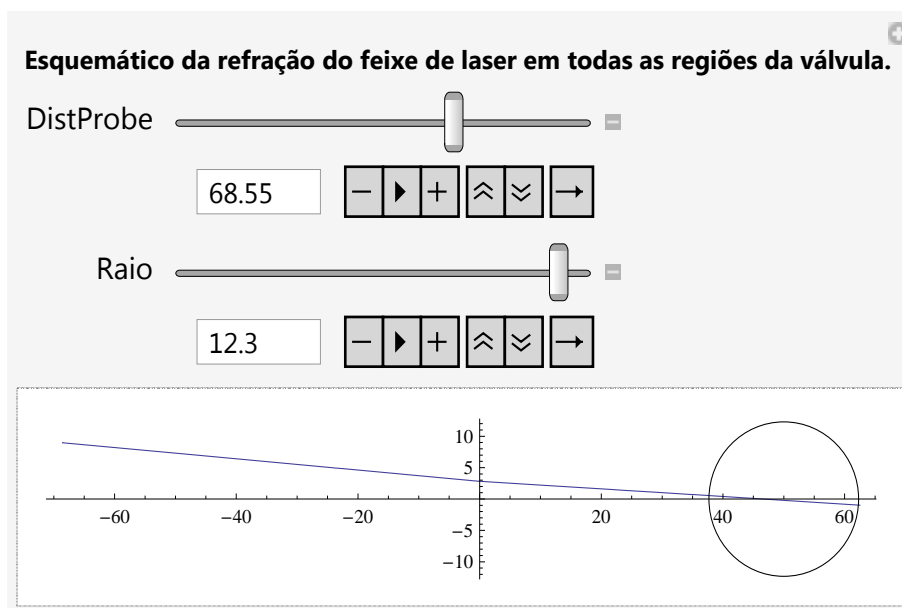 Esquemático da refração do feixe de laser em todas as regiões da válvula.
DistProbe
68.55
Raio
12.3
10
5
−60 −40 −20 20 40 60
−5
−10